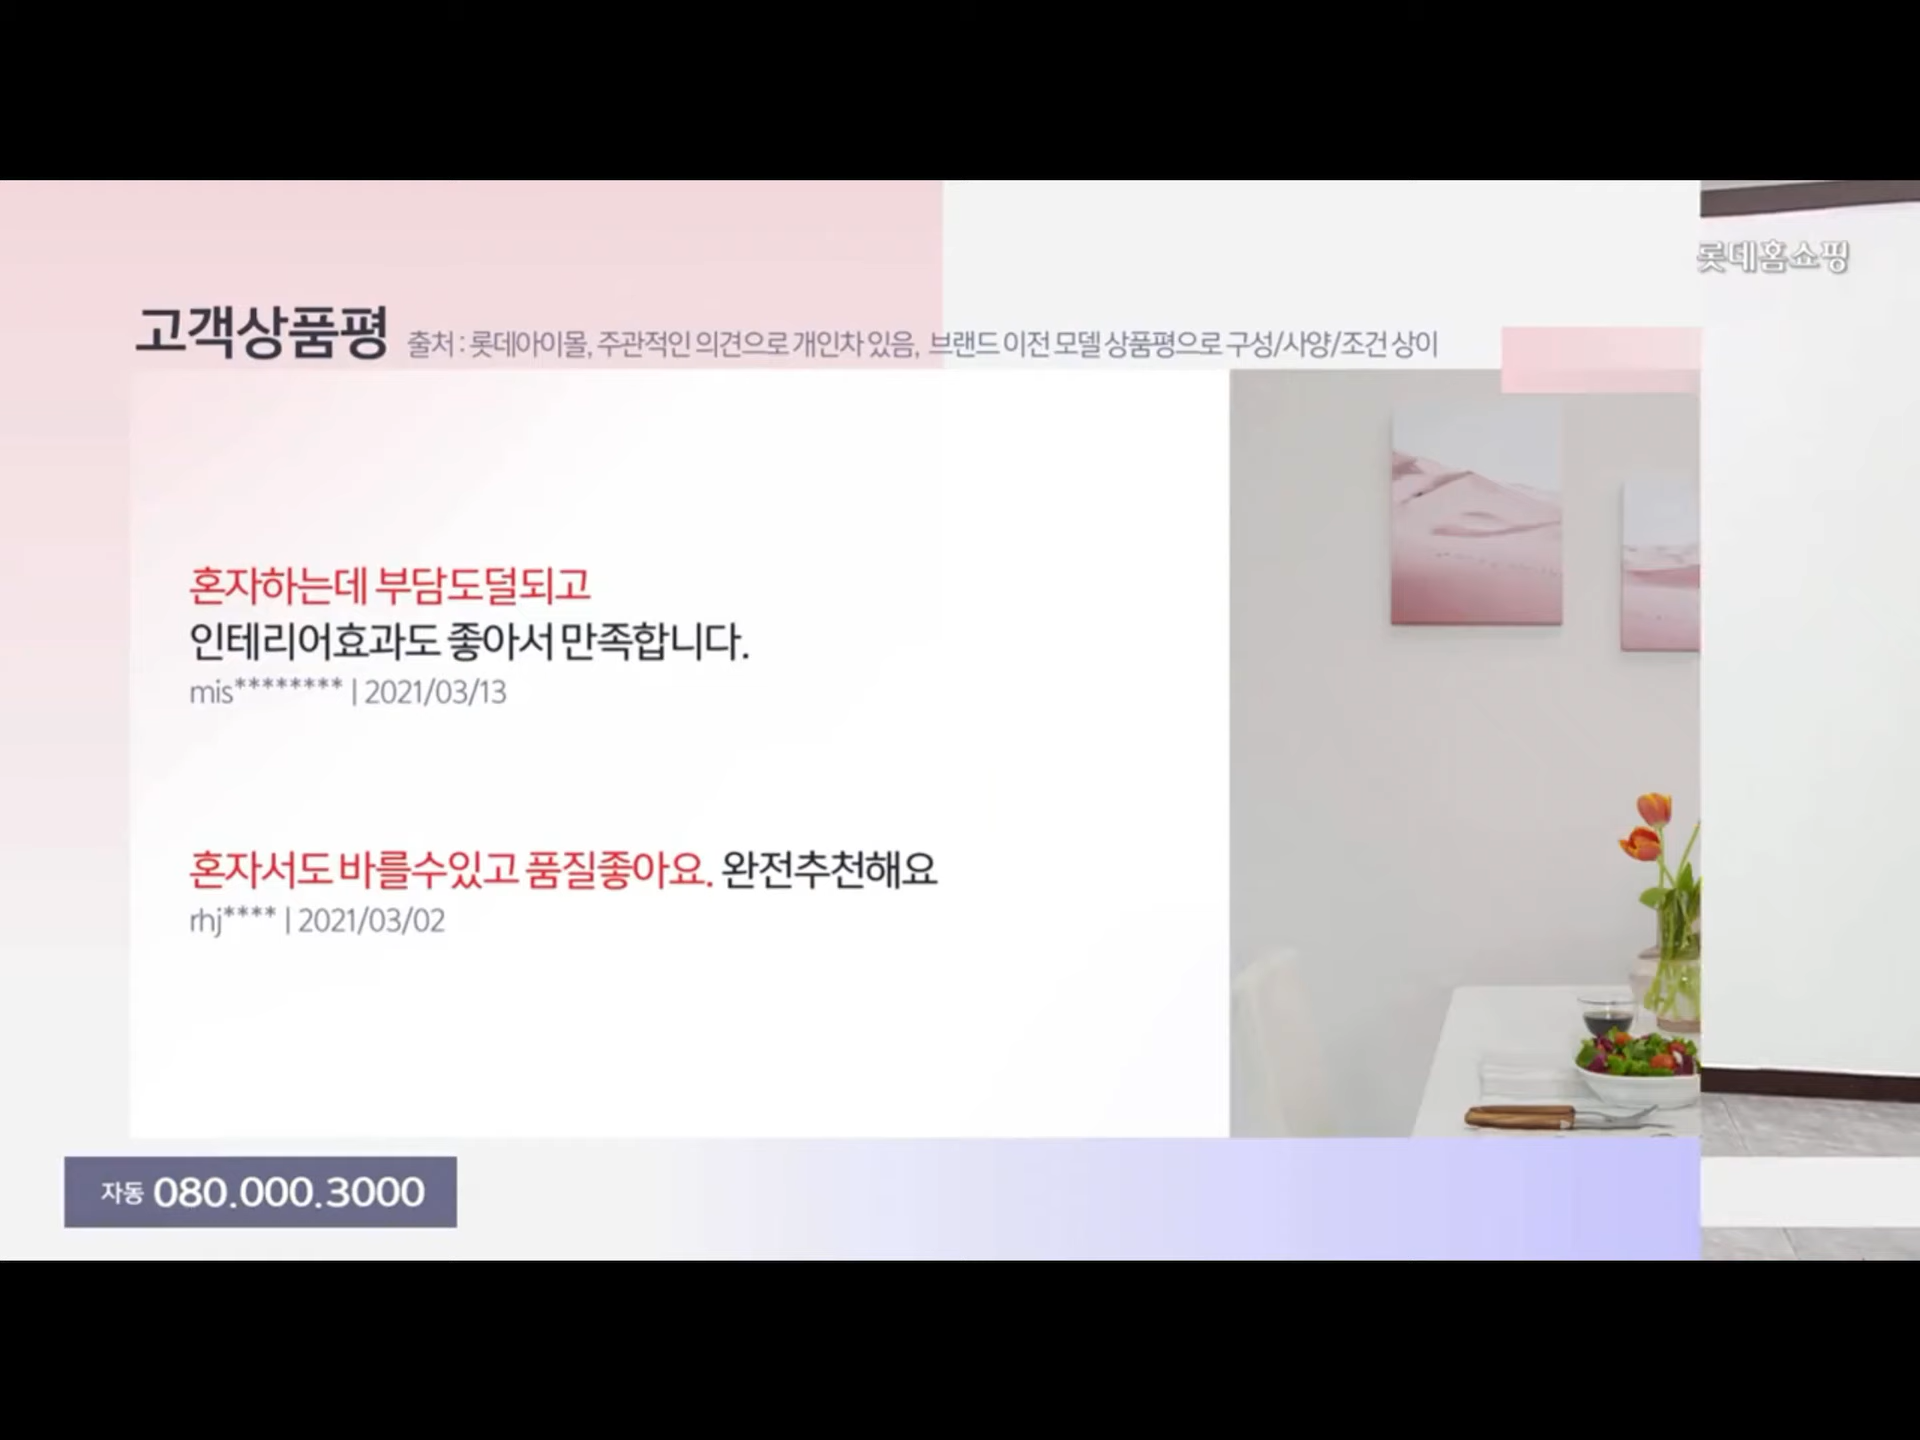 롯데홈쇼핑
고객상품평 출처 : 롯데아이몰, 주관적인 의견으로 개인차 있음, 브랜드 이전 모델 상품평으로 구성/사양/조건 상이
혼자하는데 부담도덜되고
인테리어효과도 좋아서 만족합니다.
mis******** | 2021/03/13
혼자서도 바를수있고 품질좋아요. 완전추천해요
rhj**** | 2021/03/02
자동 080.000.3000